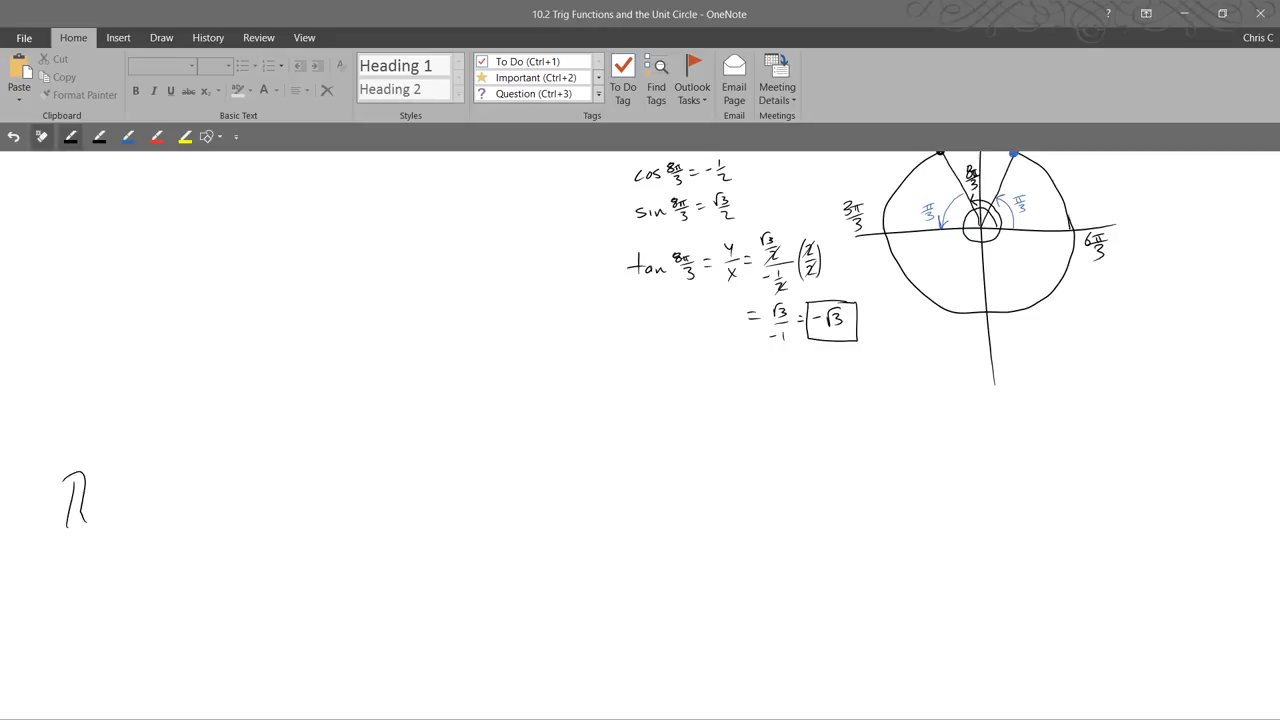 10.2 Trig Functions and the Unit Circle - OneNote
?
File Home Insert Draw History Review View
Chris C
Paste
Cut
Copy
Format Painter
Clipboard
B I U abc x₂ A
Basic Text
Heading 1
Heading 2
Styles
To Do (Ctrl+1)
Important (Ctrl+2)
? Question (Ctrl+3)
To Do Tag
Find Tags
Outlook Tasks
Tags
Email Page
Email
Meeting Details
Meetings
cos 8π/3 = -1/2
sin 8π/3 = √3/2
tan 8π/3 = y/x = (√3/2)/(-1/2) (2/2)
= √3/-1 = -√3
8π/3
3π/3
π/3
π/3
6π/3
π